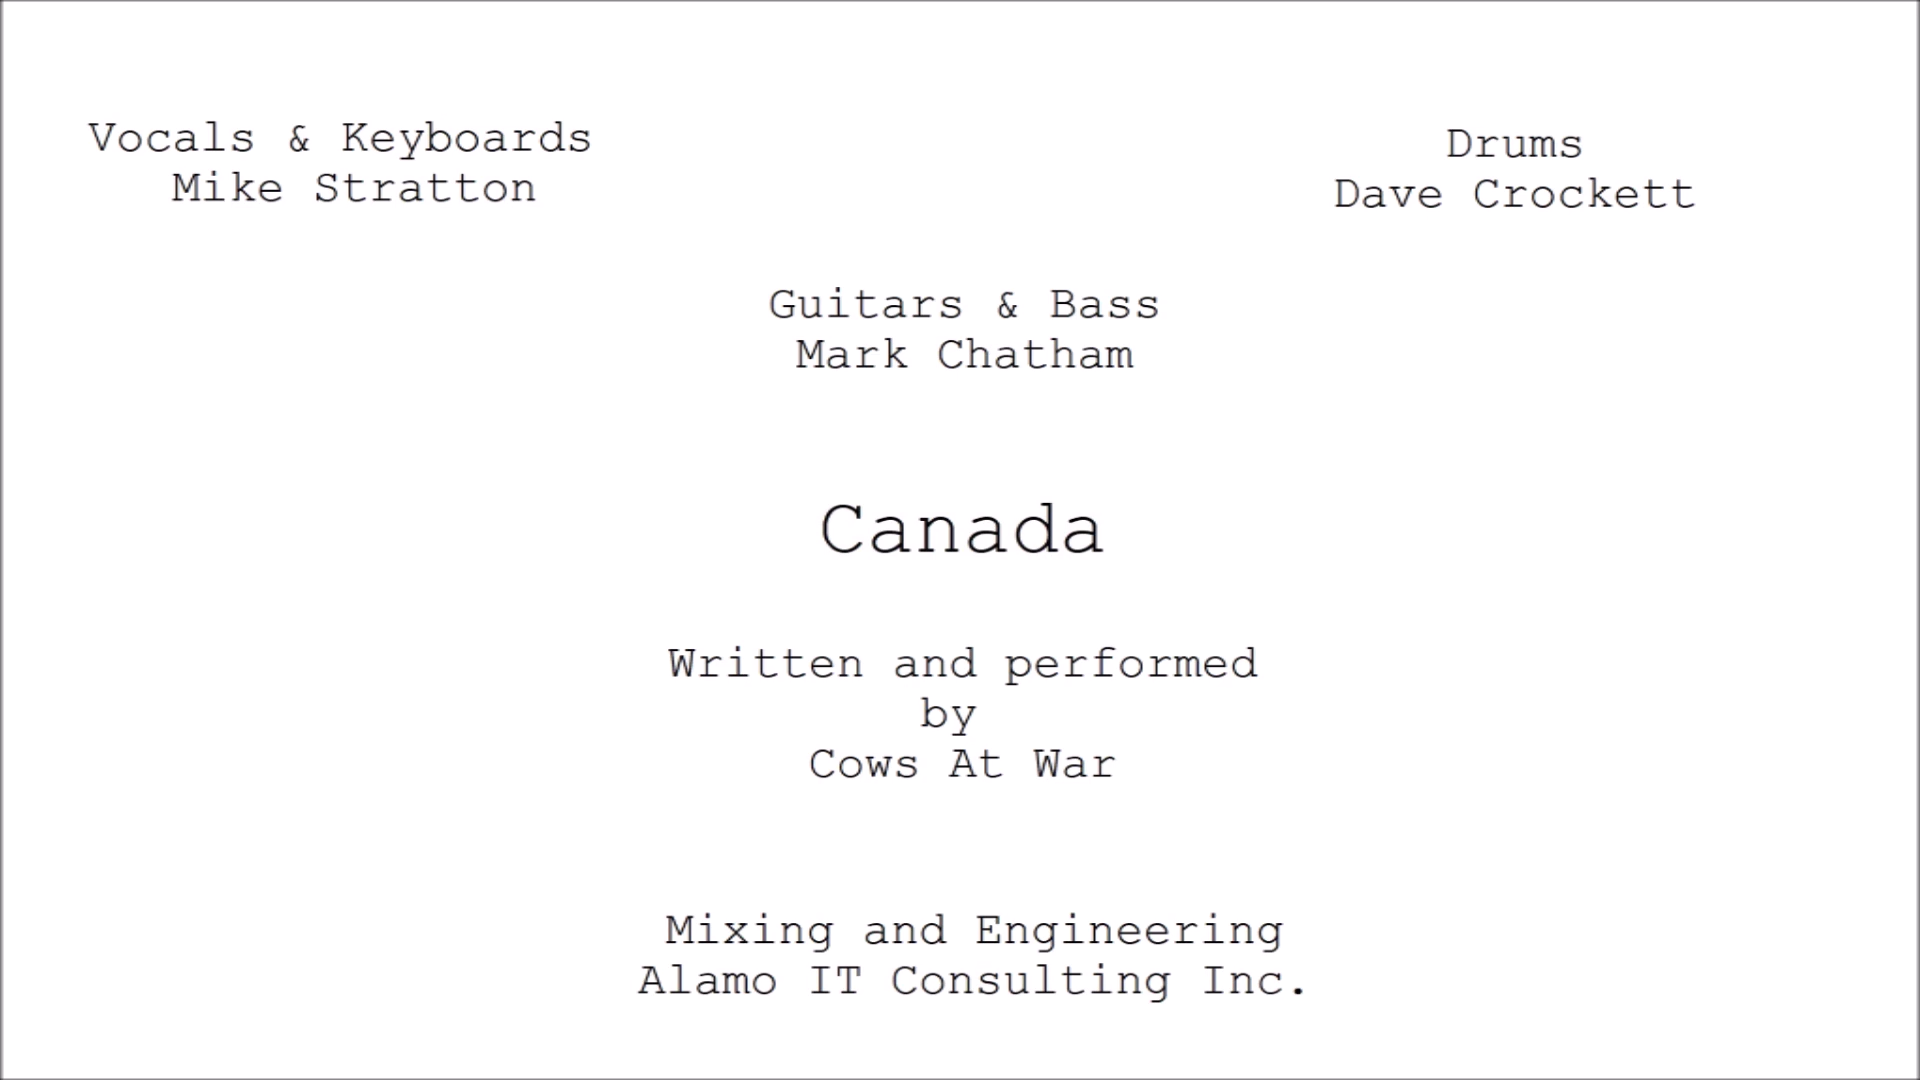 Vocals & Keyboards
Mike Stratton
Drums
Dave Crockett
Guitars & Bass
Mark Chatham
Canada
Written and performed
by
Cows At War
Mixing and Engineering
Alamo IT Consulting Inc.